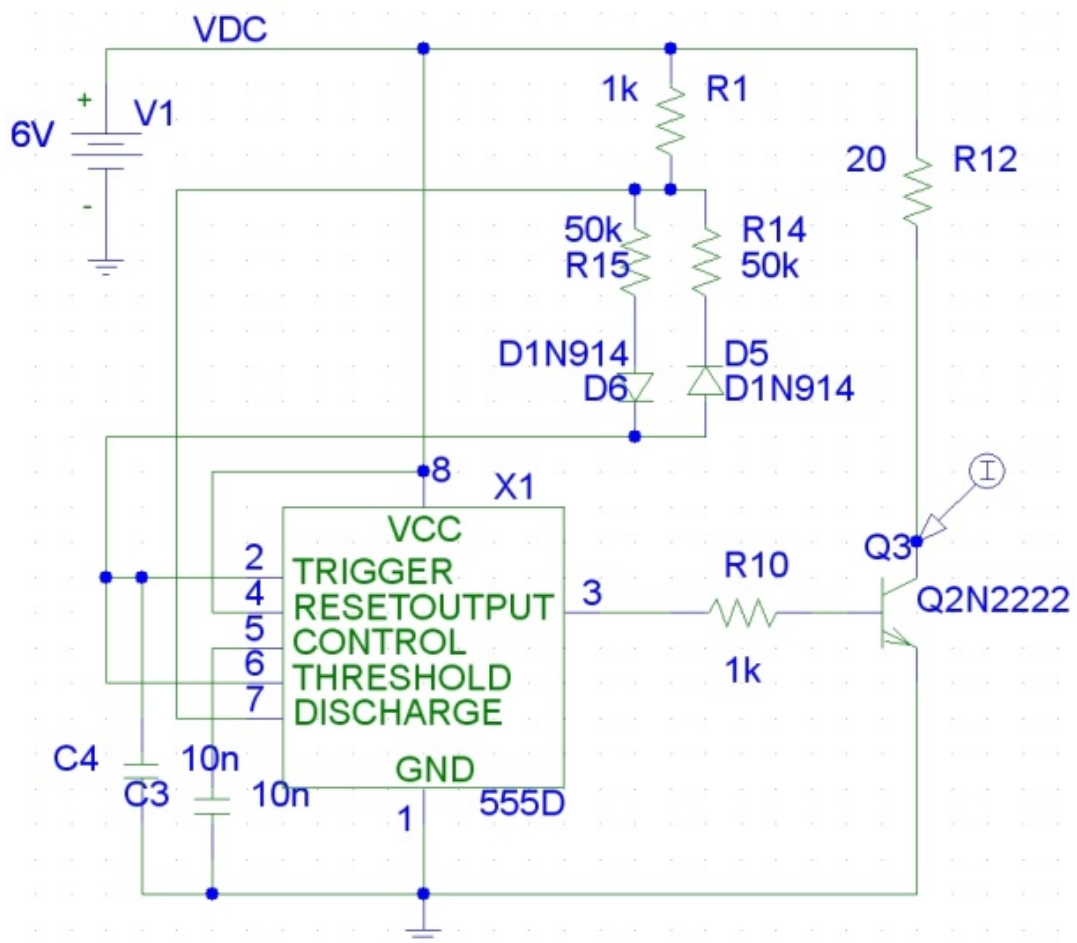 VDC
+
V1
6V
-
1k
R1
20
R12
50k
R15
R14
50k
D1N914
D6
D5
D1N914
8
X1
VCC
2
TRIGGER
4
RESET
OUTPUT
3
5
CONTROL
6
THRESHOLD
7
DISCHARGE
GND
555D
1
R10
1k
I
Q3
Q2N2222
C4
10n
C3
10n